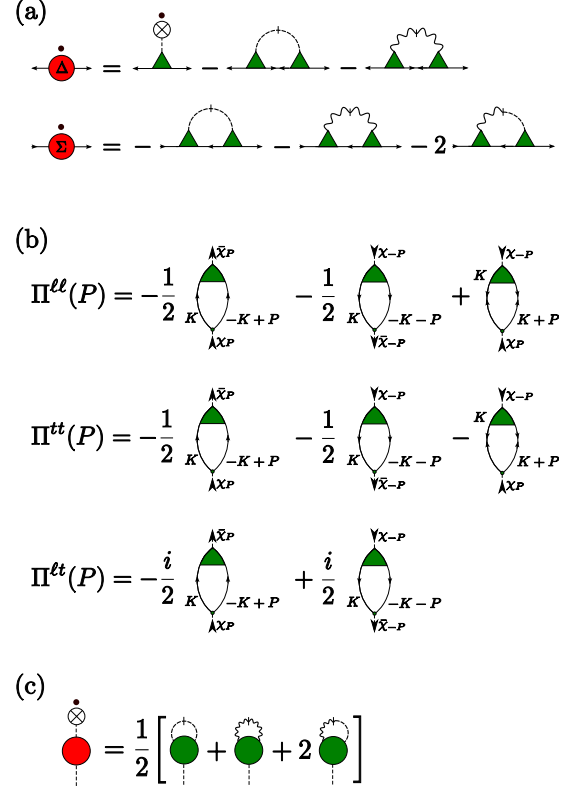 (a)
Δ = − −
Σ = − − − 2
(b)
χ̄_P χ_{-P} χ_{-P}
Π^{ℓℓ}(P) = −1/2 K −K+P −1/2 K −K−P + K K+P
χ_P χ̄_{-P} χ_P
χ̄_P χ_{-P} χ_{-P}
Π^{tt}(P) = −1/2 K −K+P −1/2 K −K−P − K K+P
χ_P χ̄_{-P} χ_P
χ̄_P χ_{-P}
Π^{ℓt}(P) = −i/2 K −K+P + i/2 K −K−P
χ_P χ̄_{-P}
(c)
= 1/2 [ + + 2 ]